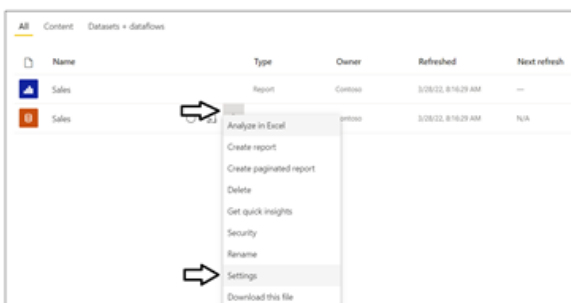 All Content Datasets + dataflows
Name Type Owner Refreshed Next refresh
Sales Report Contoso 3/28/22, 8:16:29 AM —
Sales Contoso 3/28/22, 8:16:29 AM N/A
Analyze in Excel
Create report
Create paginated report
Delete
Get quick insights
Security
Rename
Settings
Download this file